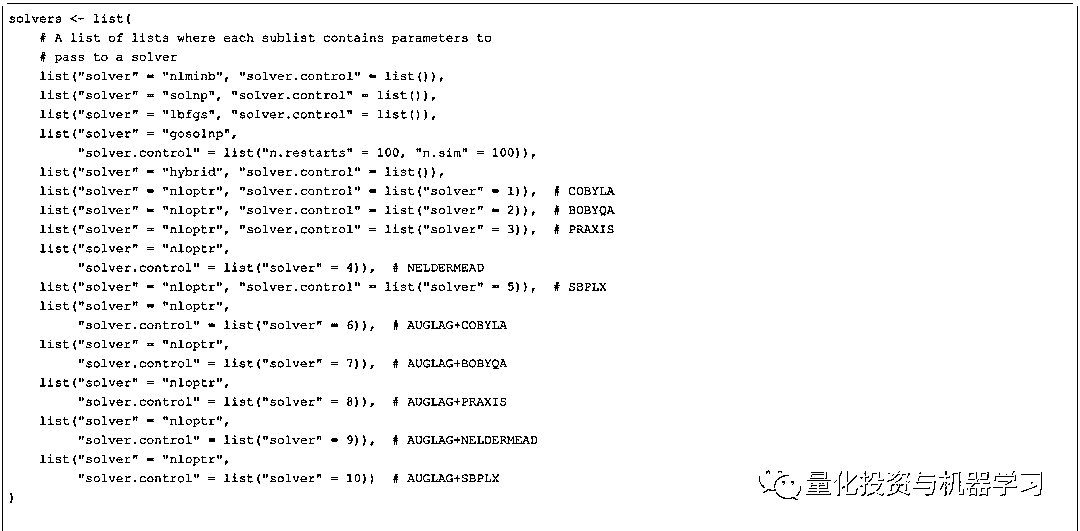 solvers <- list(
    # A list of lists where each sublist contains parameters to
    # pass to a solver
    list("solver" = "nlminb", "solver.control" = list()),
    list("solver" = "solnp", "solver.control" = list()),
    list("solver" = "lbfgs", "solver.control" = list()),
    list("solver" = "gosolnp",
         "solver.control" = list("n.restarts" = 100, "n.sim" = 100)),
    list("solver" = "hybrid", "solver.control" = list()),
    list("solver" = "nloptr", "solver.control" = list("solver" = 1)),  # COBYLA
    list("solver" = "nloptr", "solver.control" = list("solver" = 2)),  # BOBYQA
    list("solver" = "nloptr", "solver.control" = list("solver" = 3)),  # PRAXIS
    list("solver" = "nloptr",
         "solver.control" = list("solver" = 4)),  # NELDERMEAD
    list("solver" = "nloptr", "solver.control" = list("solver" = 5)),  # SBPLX
    list("solver" = "nloptr",
         "solver.control" = list("solver" = 6)),  # AUGLAG+COBYLA
    list("solver" = "nloptr",
         "solver.control" = list("solver" = 7)),  # AUGLAG+BOBYQA
    list("solver" = "nloptr",
         "solver.control" = list("solver" = 8)),  # AUGLAG+PRAXIS
    list("solver" = "nloptr",
         "solver.control" = list("solver" = 9)),  # AUGLAG+NELDERMEAD
    list("solver" = "nloptr",
         "solver.control" = list("solver" = 10))  # AUGLAG+SBPLX
)
量化投资与机器学习